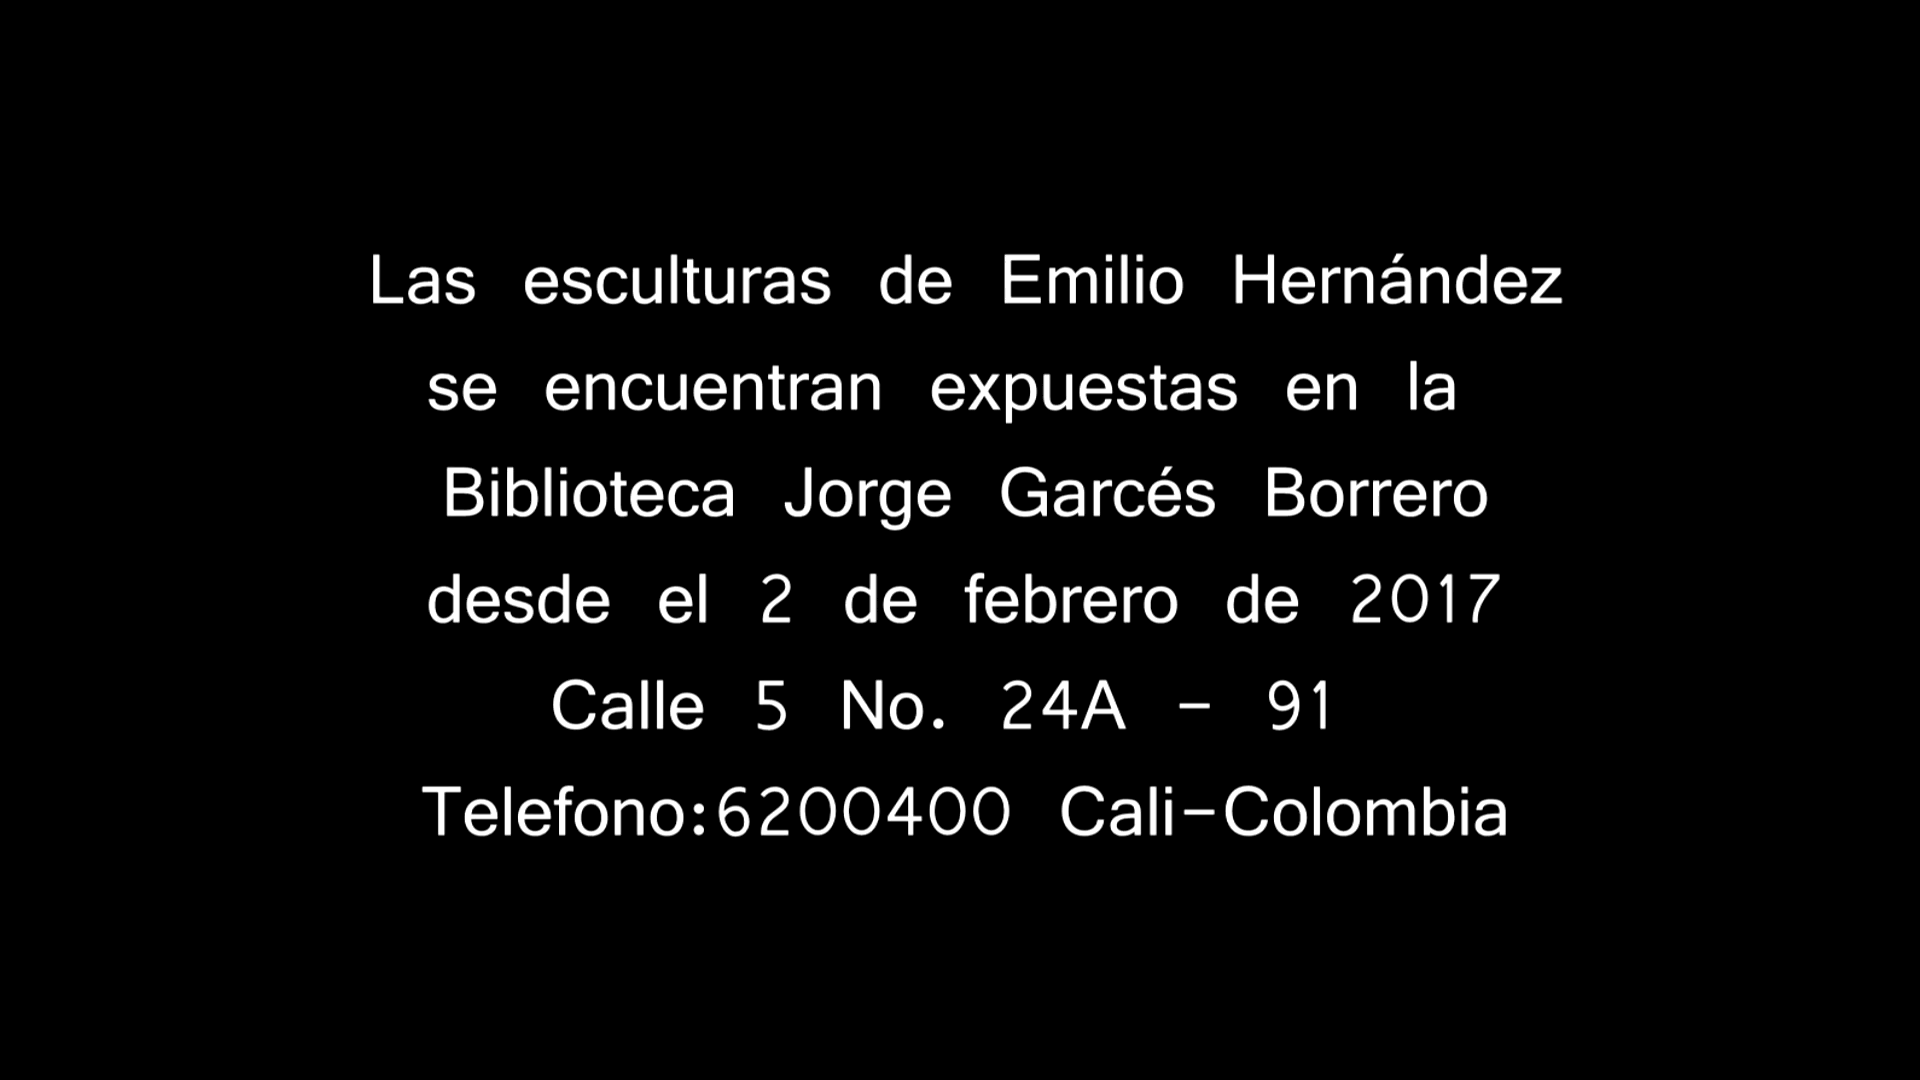 Las esculturas de Emilio Hernández
se encuentran expuestas en la
Biblioteca Jorge Garcés Borrero
desde el 2 de febrero de 2017
Calle 5 No. 24A - 91
Telefono:6200400 Cali-Colombia